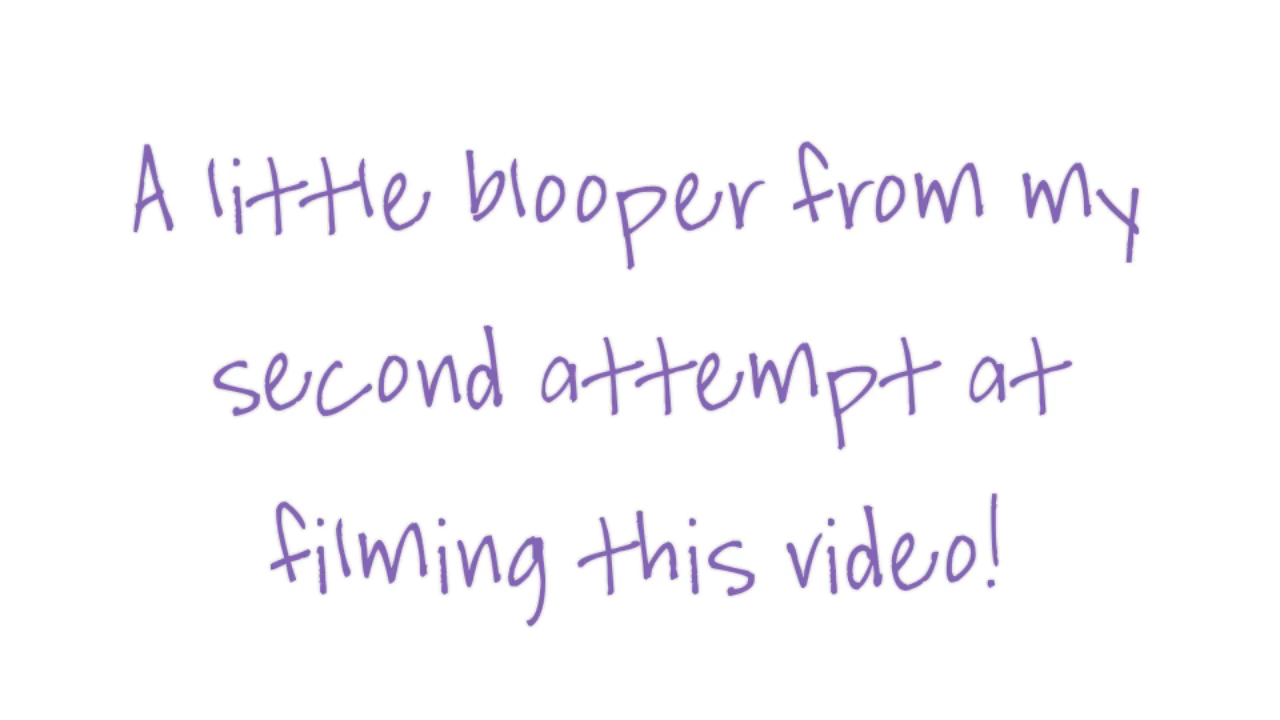 A little blooper from my
second attempt at
filming this video!